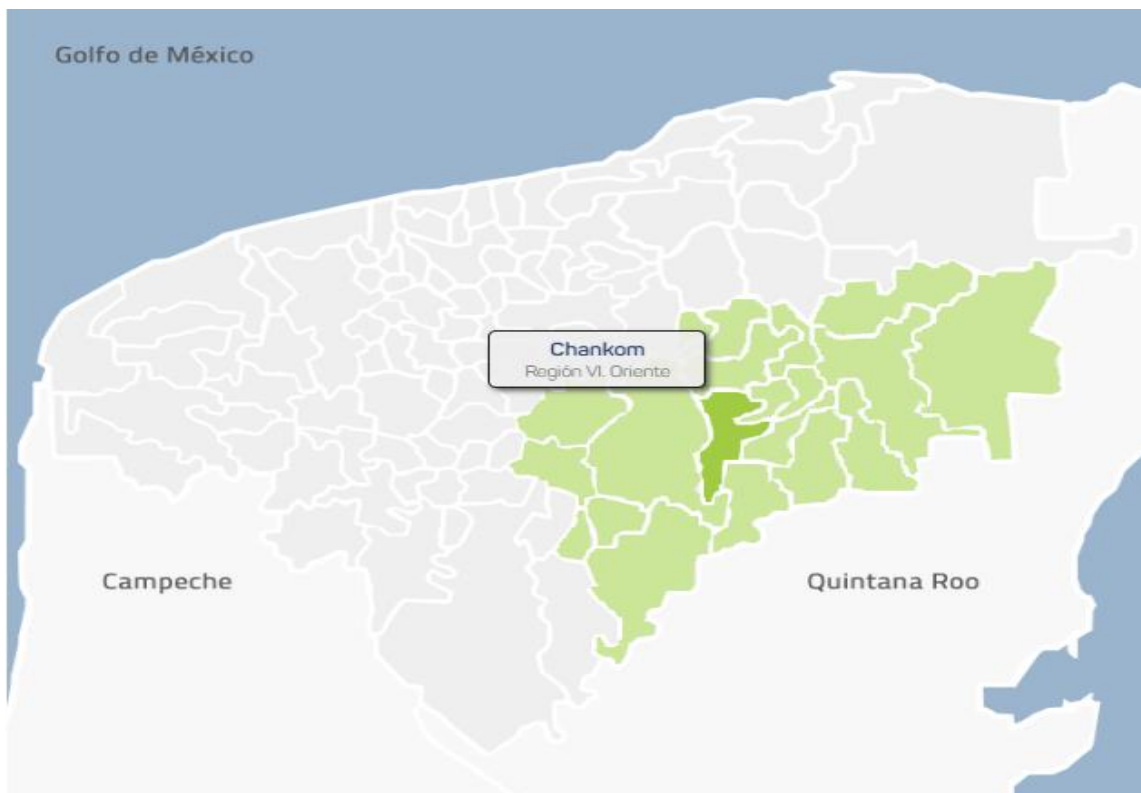 Golfo de México
Chankom
Región VI. Oriente
Campeche
Quintana Roo